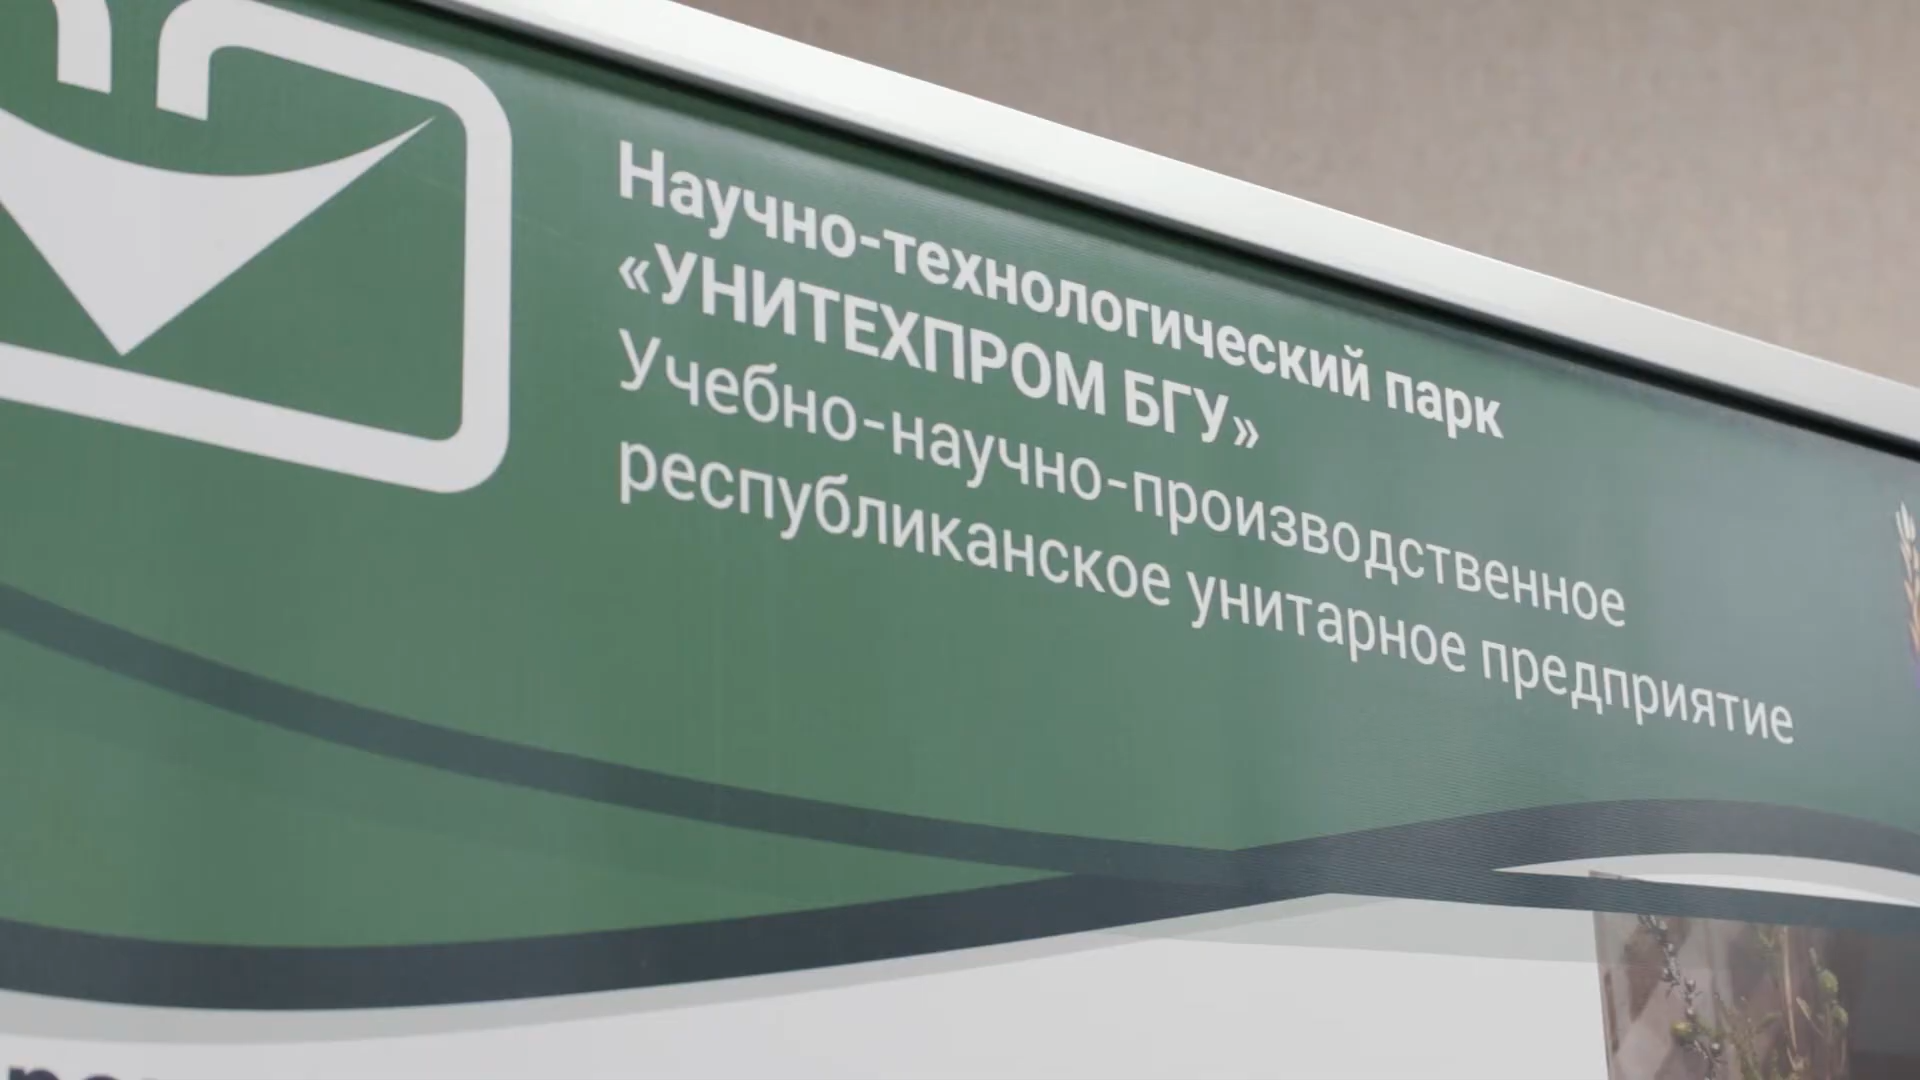 Научно-технологический парк
«УНИТЕХПРОМ БГУ»
Учебно-научно-производственное
республиканское унитарное предприятие